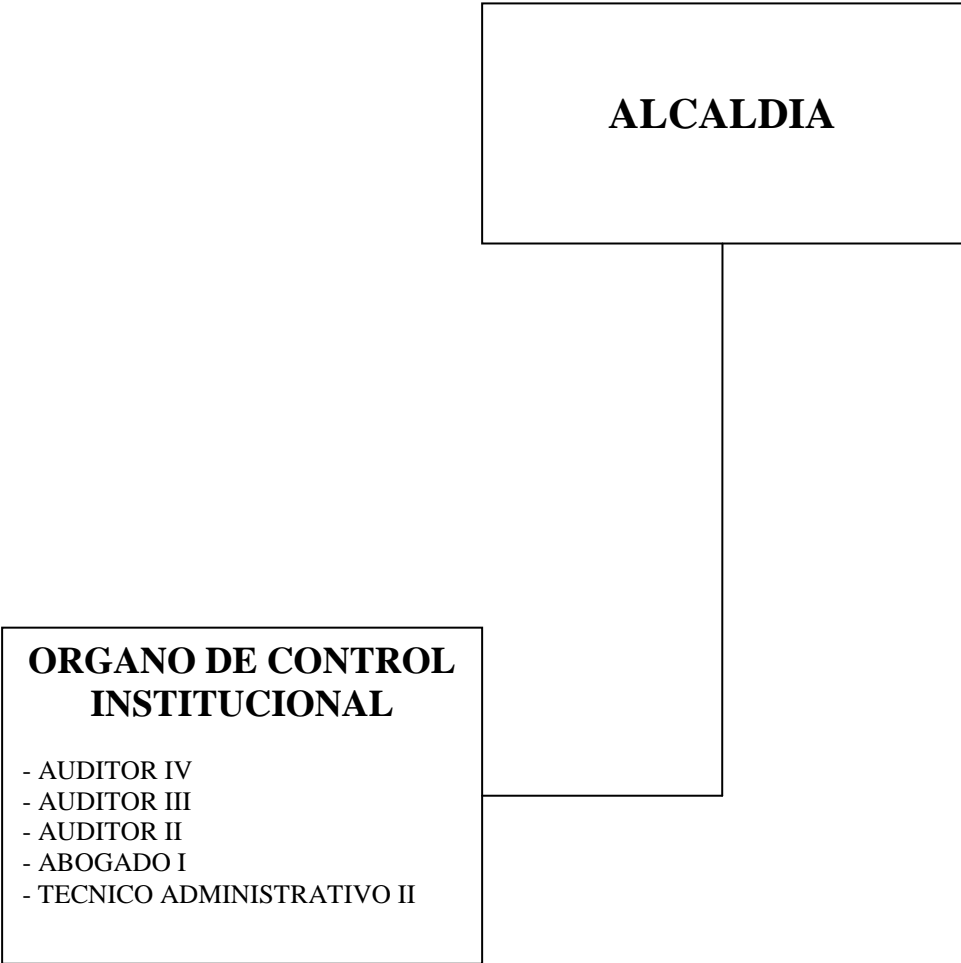 ALCALDIA
ORGANO DE CONTROL
INSTITUCIONAL
- AUDITOR IV
- AUDITOR III
- AUDITOR II
- ABOGADO I
- TECNICO ADMINISTRATIVO II